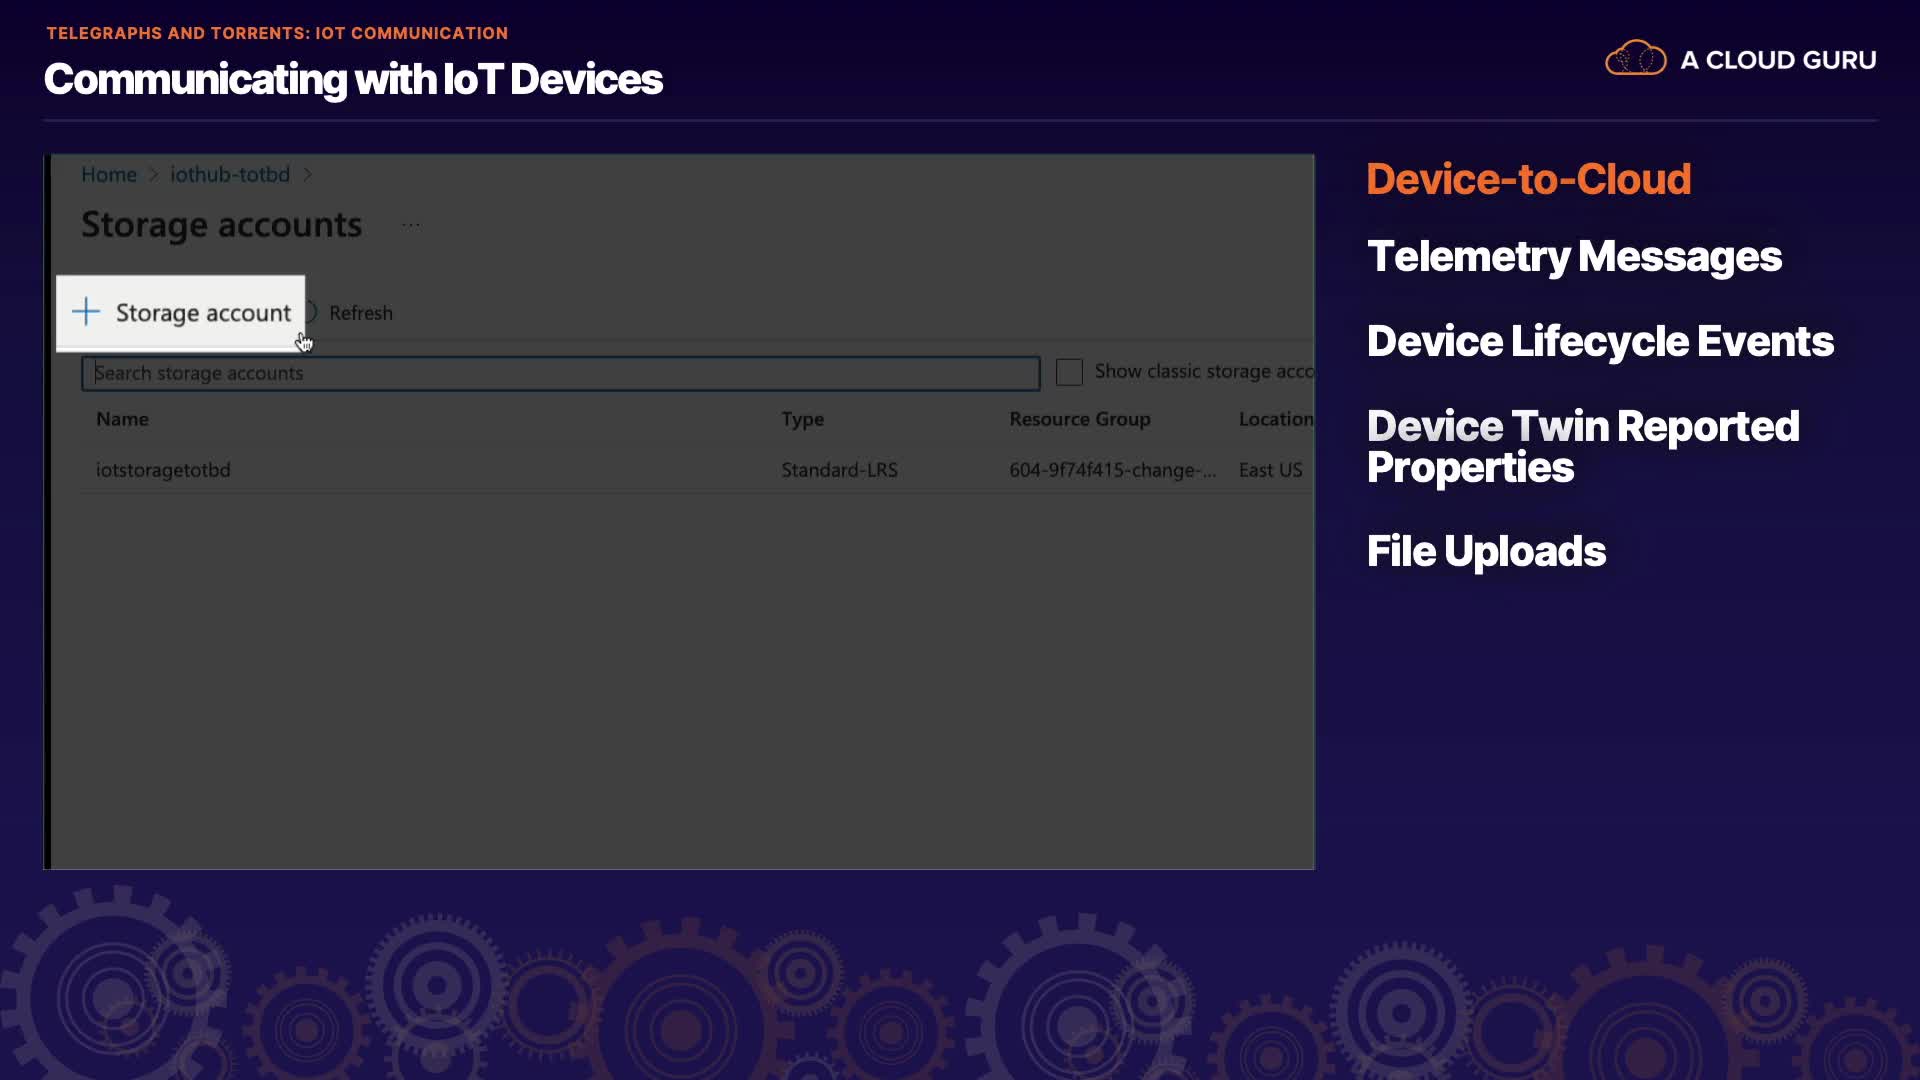 TELEGRAPHS AND TORRENTS: IOT COMMUNICATION
Communicating with IoT Devices
A CLOUD GURU
Home > iothub-totbd >
Storage accounts ...
+ Storage account
Refresh
Search storage accounts
Show classic storage acco
Name Type Resource Group Location
iotstoragetotbd Standard-LRS 604-9f74f415-change-... East US
Device-to-Cloud
Telemetry Messages
Device Lifecycle Events
Device Twin Reported
Properties
File Uploads